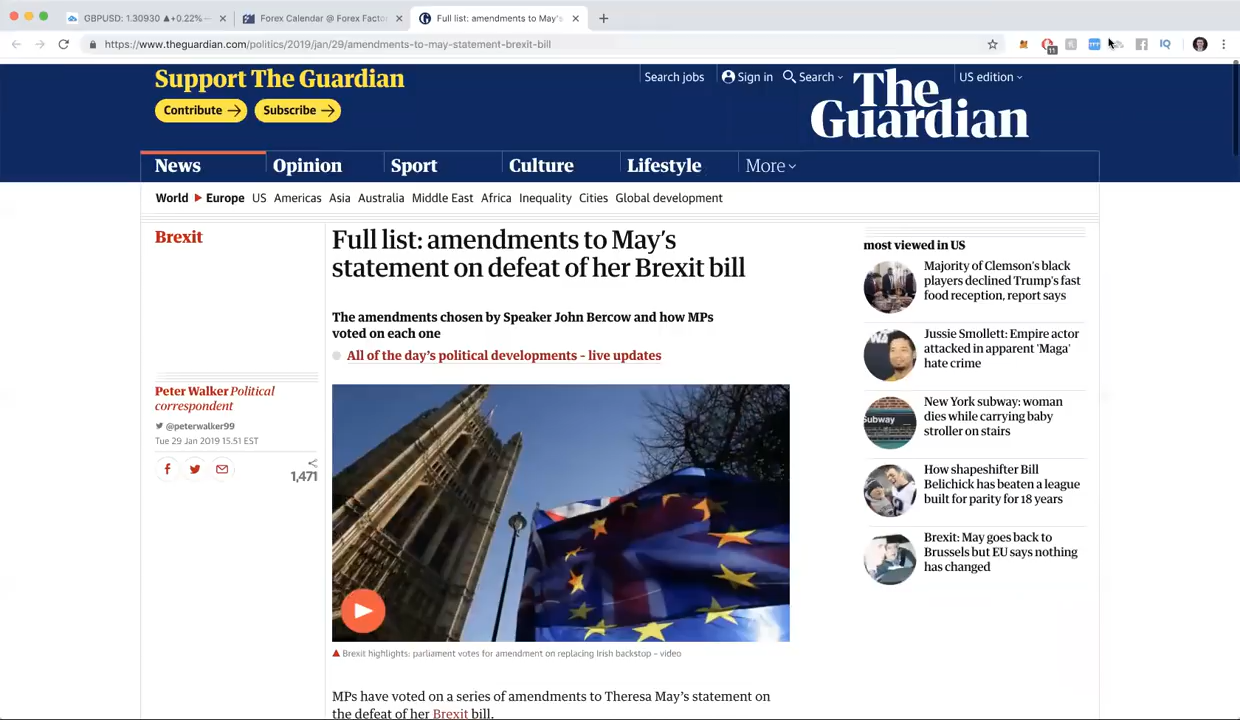 GBPUSD: 1.30930 ▲+0.22% —
Forex Calendar @ Forex Facto
Full list: amendments to May's
https://www.theguardian.com/politics/2019/jan/29/amendments-to-may-statement-brexit-bill
11
IQ
Support The Guardian
Contribute →
Subscribe →
Search jobs
Sign in
Search
US edition
The
Guardian
News
Opinion
Sport
Culture
Lifestyle
More
World
Europe
US
Americas
Asia
Australia
Middle East
Africa
Inequality
Cities
Global development
Brexit
Full list: amendments to May's
statement on defeat of her Brexit bill
The amendments chosen by Speaker John Bercow and how MPs
voted on each one
All of the day's political developments – live updates
Peter Walker Political
correspondent
@peterwalker99
Tue 29 Jan 2019 15.51 EST
1,471
Brexit highlights: parliament votes for amendment on replacing Irish backstop – video
MPs have voted on a series of amendments to Theresa May's statement on
the defeat of her Brexit bill.
most viewed in US
Majority of Clemson's black
players declined Trump's fast
food reception, report says
Jussie Smollett: Empire actor
attacked in apparent 'Maga'
hate crime
New York subway: woman
dies while carrying baby
stroller on stairs
How shapeshifter Bill
Belichick has beaten a league
built for parity for 18 years
Brexit: May goes back to
Brussels but EU says nothing
has changed